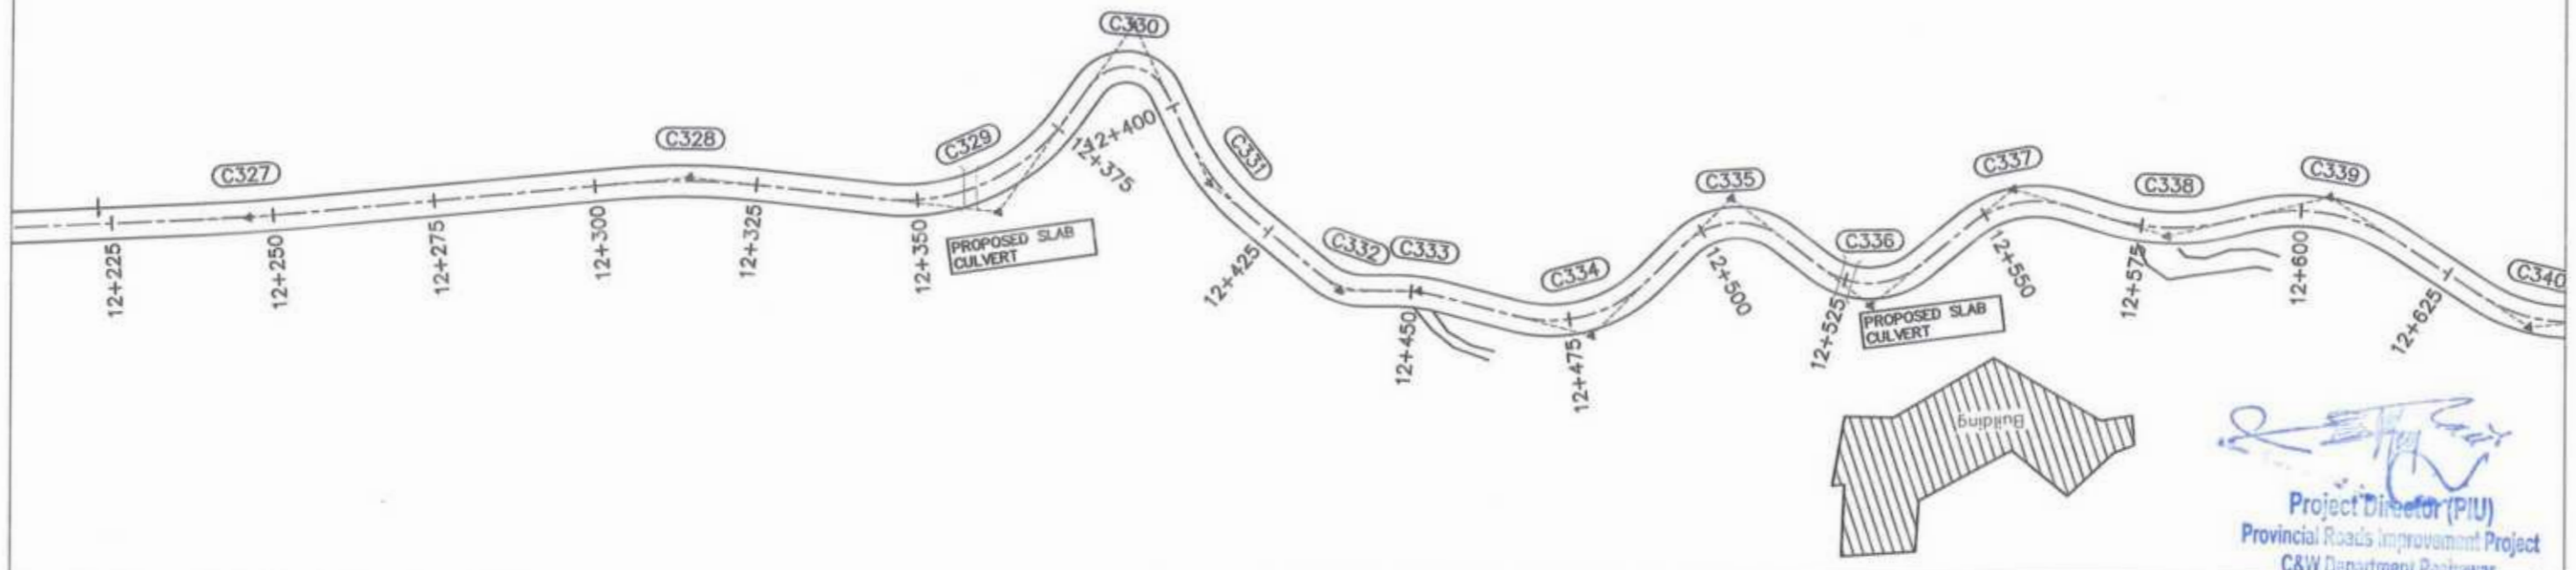 C330
C329
C328
C327
C331
C332
C333
C334
C335
C336
C337
C338
C339
C340
12+225
12+250
12+275
12+300
12+325
12+350
12+375
12+400
12+425
12+450
12+475
12+500
12+525
12+550
12+575
12+600
12+625
PROPOSED SLAB
CULVERT
PROPOSED SLAB
CULVERT
Building
Project Director (PIU)
Provincial Roads Improvement Project
C&W Department Peshawar